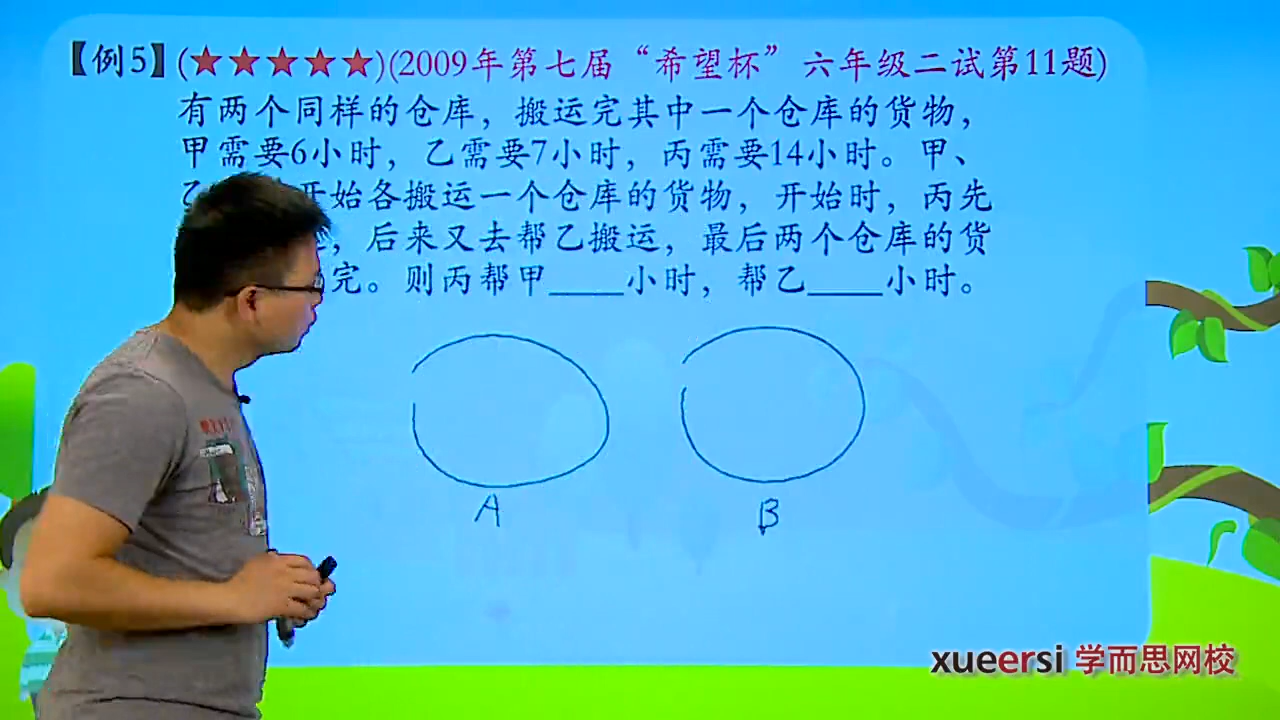 【例5】(★★★★★)(2009年第七届“希望杯”六年级二试第11题)
有两个同样的仓库，搬运完其中一个仓库的货物，
甲需要6小时，乙需要7小时，丙需要14小时。甲、
开始各搬运一个仓库的货物，开始时，丙先
，后来又去帮乙搬运，最后两个仓库的货
完。则丙帮甲____小时，帮乙____小时。
A
B
xueersi 学而思网校